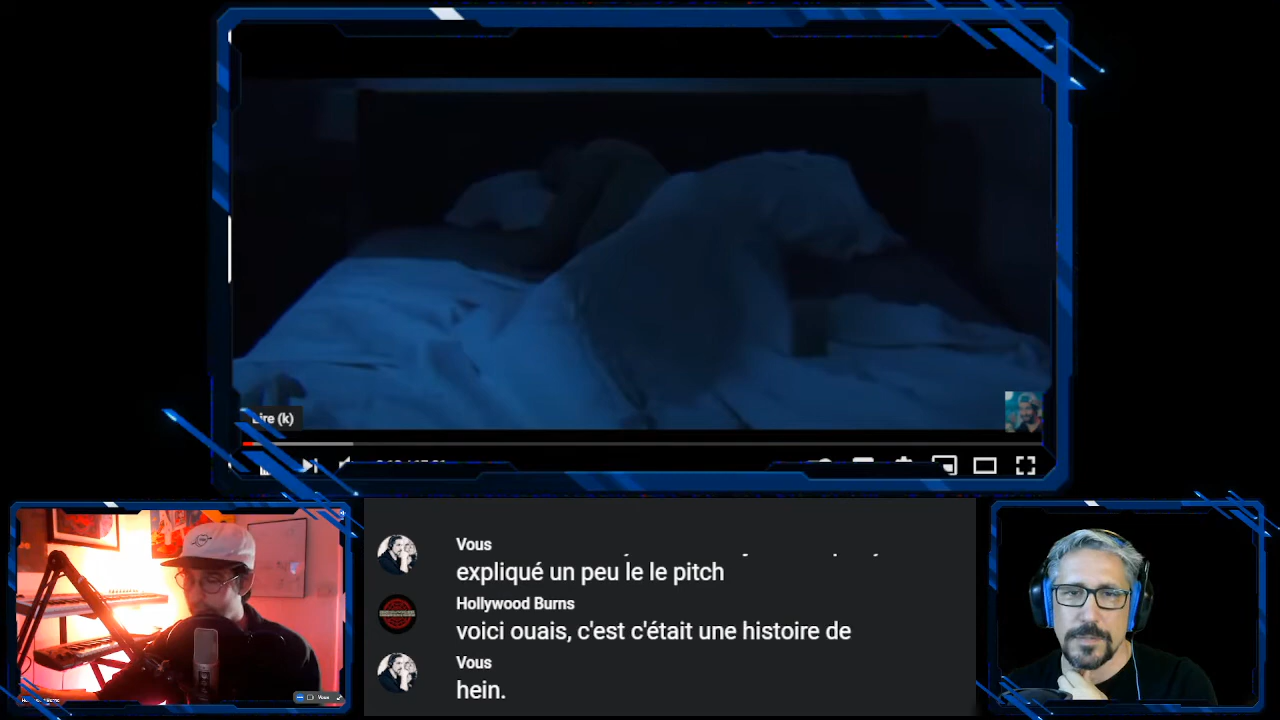 Lire (k)
Vous
expliqué un peu le le pitch
Hollywood Burns
voici ouais, c'est c'était une histoire de
Vous
hein.
Vous